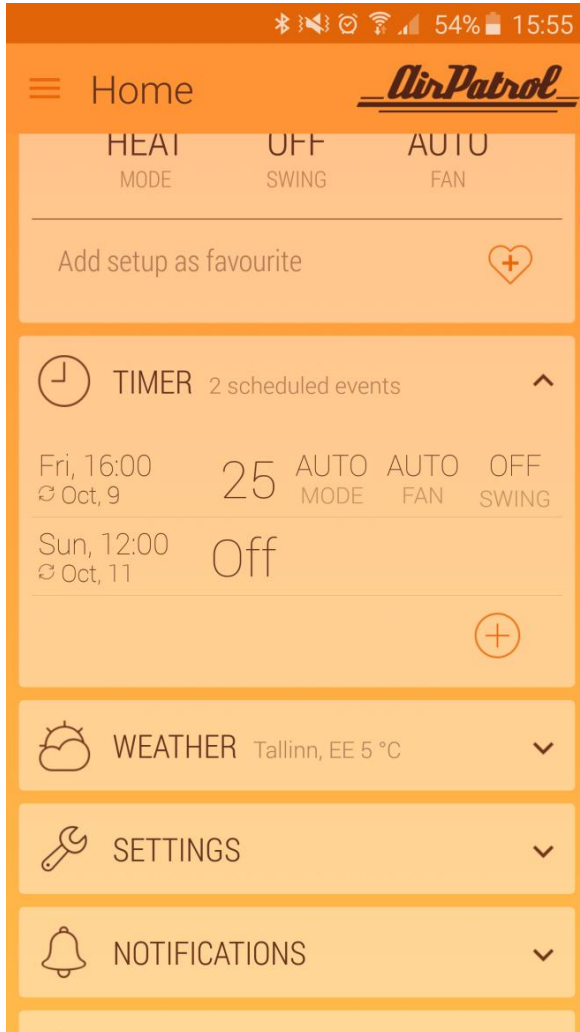 54% 15:55
Home AirPatrol
HEAT OFF AUTO
MODE SWING FAN
Add setup as favourite
TIMER 2 scheduled events
Fri, 16:00 25 AUTO AUTO OFF
Oct, 9 MODE FAN SWING
Sun, 12:00 Off
Oct, 11
WEATHER Tallinn, EE 5 °C
SETTINGS
NOTIFICATIONS